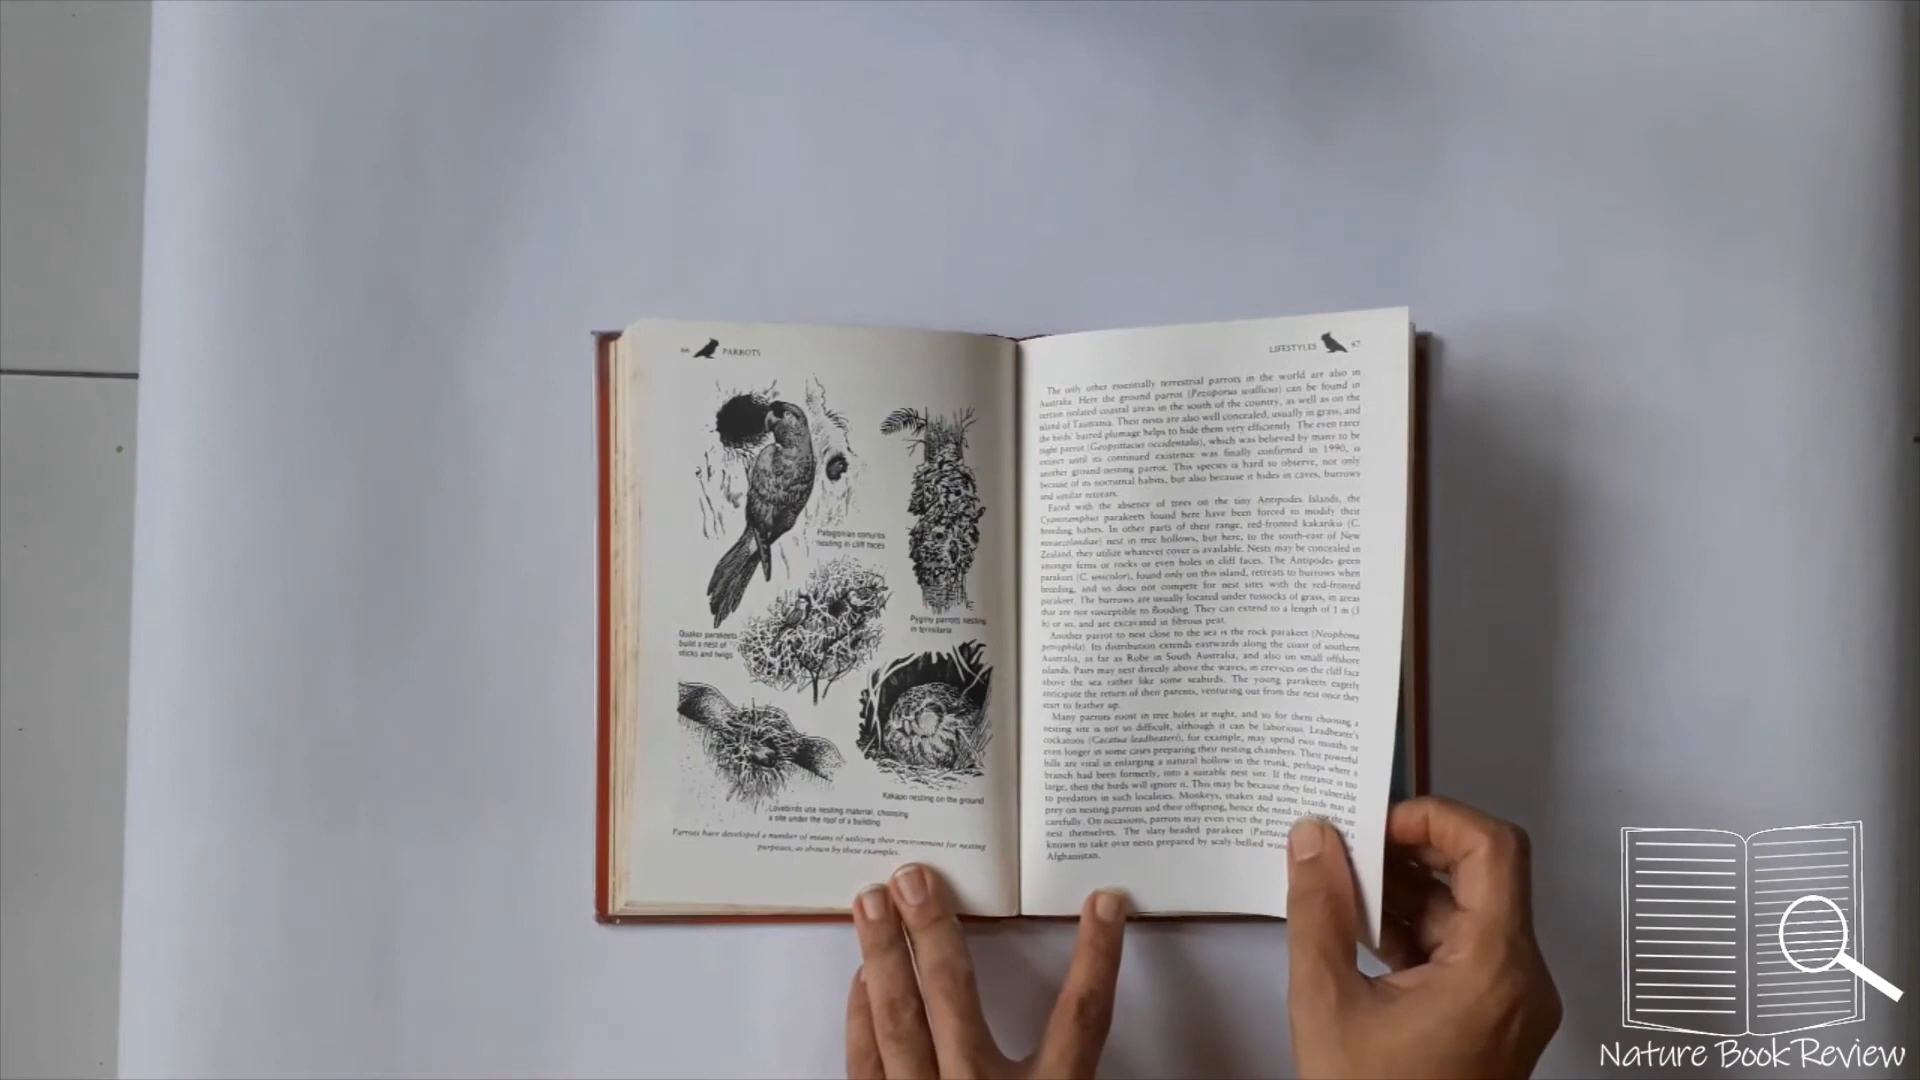 66 PARROTS
Patagonian conures
nesting in cliff faces
Pygmy parrots nesting
in termitaria
Quaker parakeets
build a nest of
sticks and twigs
Kakapo nesting on the ground
Lovebirds use nesting material, choosing
a site under the roof of a building
Parrots have developed a number of means of utilizing their environment for nesting
purposes, as shown by these examples.
LIFESTYLES 67
The only other essentially terrestrial parrots in the world are also in
Australia. Here the ground parrot (Pezoporus wallicus) can be found in
certain isolated coastal areas in the south of the country, as well as on the
island of Tasmania. Their nests are also well concealed, usually in grass, and
the birds' barred plumage helps to hide them very efficiently. The even rarer
night parrot (Geopsittacus occidentalis), which was believed by many to be
extinct until its continued existence was finally confirmed in 1990, is
another ground-nesting parrot. This species is hard to observe, not only
because of its nocturnal habits, but also because it hides in caves, burrows
and similar retreats.
Faced with the absence of trees on the tiny Antipodes Islands, the
Cyanoramphus parakeets found here have been forced to modify their
breeding habits. In other parts of their range, red-fronted kakarikis (C.
novaezelandiae) nest in tree hollows, but here, to the south-east of New
Zealand, they utilize whatever cover is available. Nests may be concealed in
amongst ferns or rocks or even holes in cliff faces. The Antipodes green
parakeet (C. unicolor), found only on this island, retreats to burrows when
breeding, and so does not compete for nest sites with the red-fronted
parakeet. The burrows are usually located under tussocks of grass, in areas
that are not susceptible to flooding. They can extend to a length of 1 m (3
ft) or so, and are excavated in fibrous peat.
Another parrot to nest close to the sea is the rock parakeet (Neophema
petrophila). Its distribution extends eastwards along the coast of southern
Australia, as far as Robe in South Australia, and also on small offshore
islands. Pairs may nest directly above the waves, in crevices on the cliff face
above the sea rather like some seabirds. The young parakeets eagerly
anticipate the return of their parents, venturing out from the nest once they
start to feather up.
Many parrots roost in tree holes at night, and so for them choosing a
nesting site is not so difficult, although it can be laborious. Leadbeater's
cockatoos (Cacatua leadbeateri), for example, may spend two months or
even longer in some cases preparing their nesting chambers. Their powerful
bills are vital in enlarging a natural hollow in the trunk, perhaps where a
branch had been formerly, into a suitable nest site. If the entrance is too
large, then the birds will ignore it. This may be because they feel vulnerable
to predators in such localities. Monkeys, snakes and some lizards may all
prey on nesting parrots and their offspring, hence the need to choose the site
carefully. On occasions, parrots may even evict the
nest themselves. The slaty-headed parakeet
known to take over nests prepared by scaly-bellied
Afghanistan.
Nature Book Review